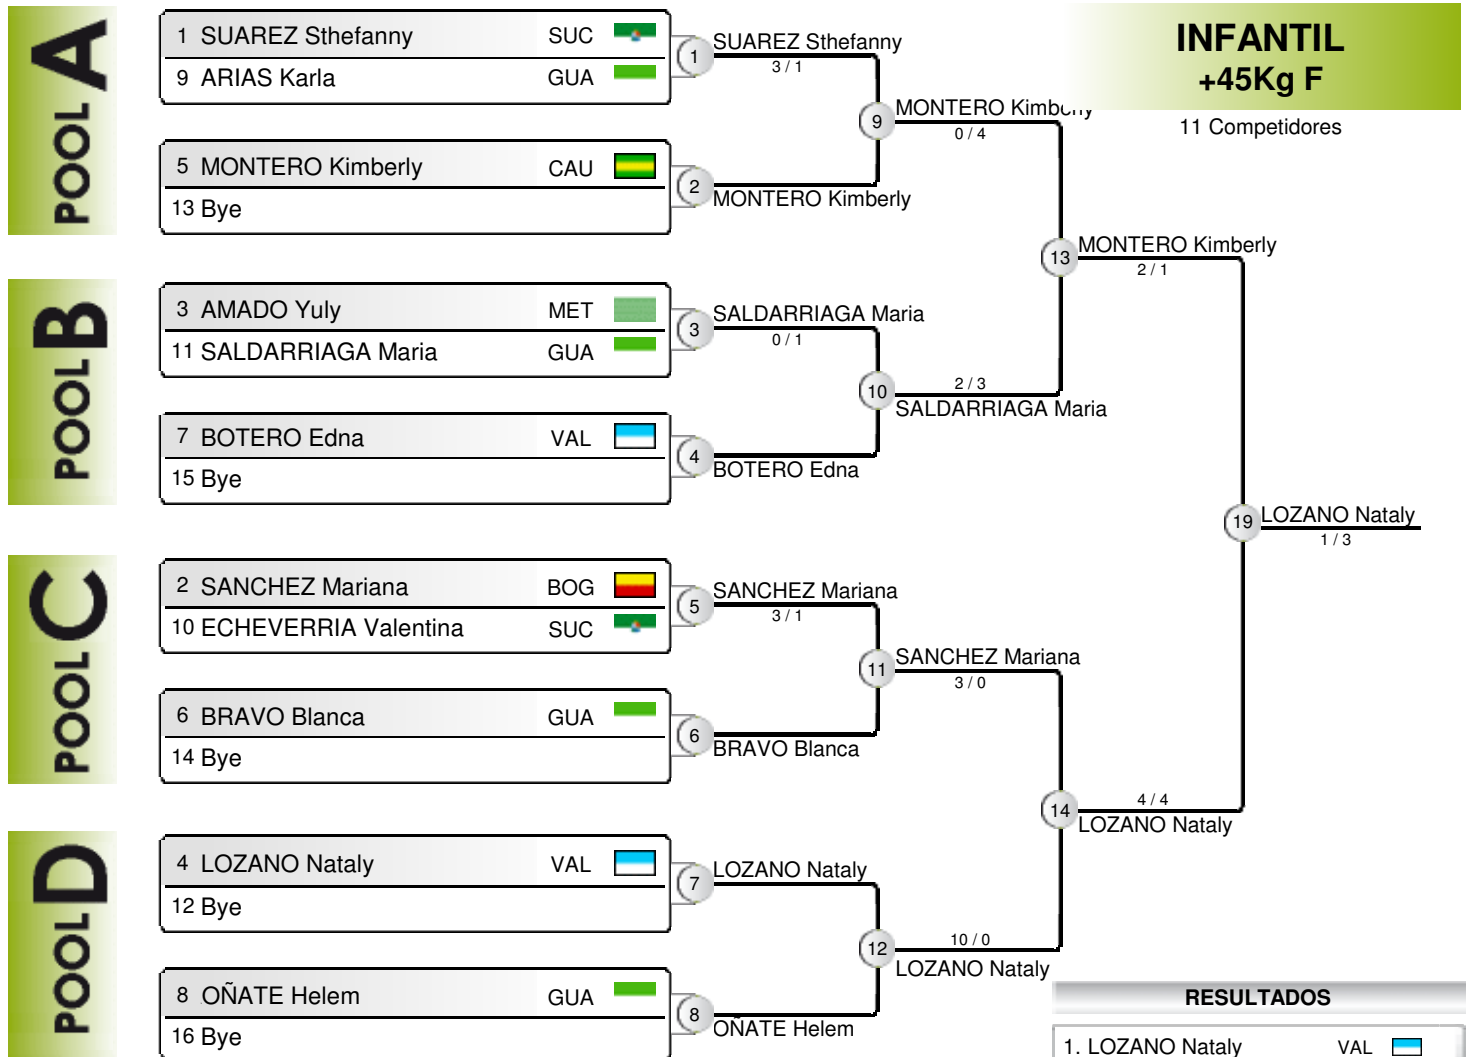 INFANTIL
+45Kg F
11 Competidores
POOL A
1 SUAREZ Sthefanny SUC
9 ARIAS Karla GUA
5 MONTERO Kimberly CAU
13 Bye
1
SUAREZ Sthefanny
3 / 1
2
MONTERO Kimberly
9
MONTERO Kimberly
0 / 4
POOL B
3 AMADO Yuly MET
11 SALDARRIAGA Maria GUA
7 BOTERO Edna VAL
15 Bye
3
SALDARRIAGA Maria
0 / 1
4
BOTERO Edna
10
2 / 3
SALDARRIAGA Maria
13
MONTERO Kimberly
2 / 1
POOL C
2 SANCHEZ Mariana BOG
10 ECHEVERRIA Valentina SUC
6 BRAVO Blanca GUA
14 Bye
5
SANCHEZ Mariana
3 / 1
6
BRAVO Blanca
11
SANCHEZ Mariana
3 / 0
POOL D
4 LOZANO Nataly VAL
12 Bye
8 OÑATE Helem GUA
16 Bye
7
LOZANO Nataly
8
OÑATE Helem
12
10 / 0
LOZANO Nataly
14
4 / 4
LOZANO Nataly
19
LOZANO Nataly
1 / 3
RESULTADOS
1. LOZANO Nataly VAL